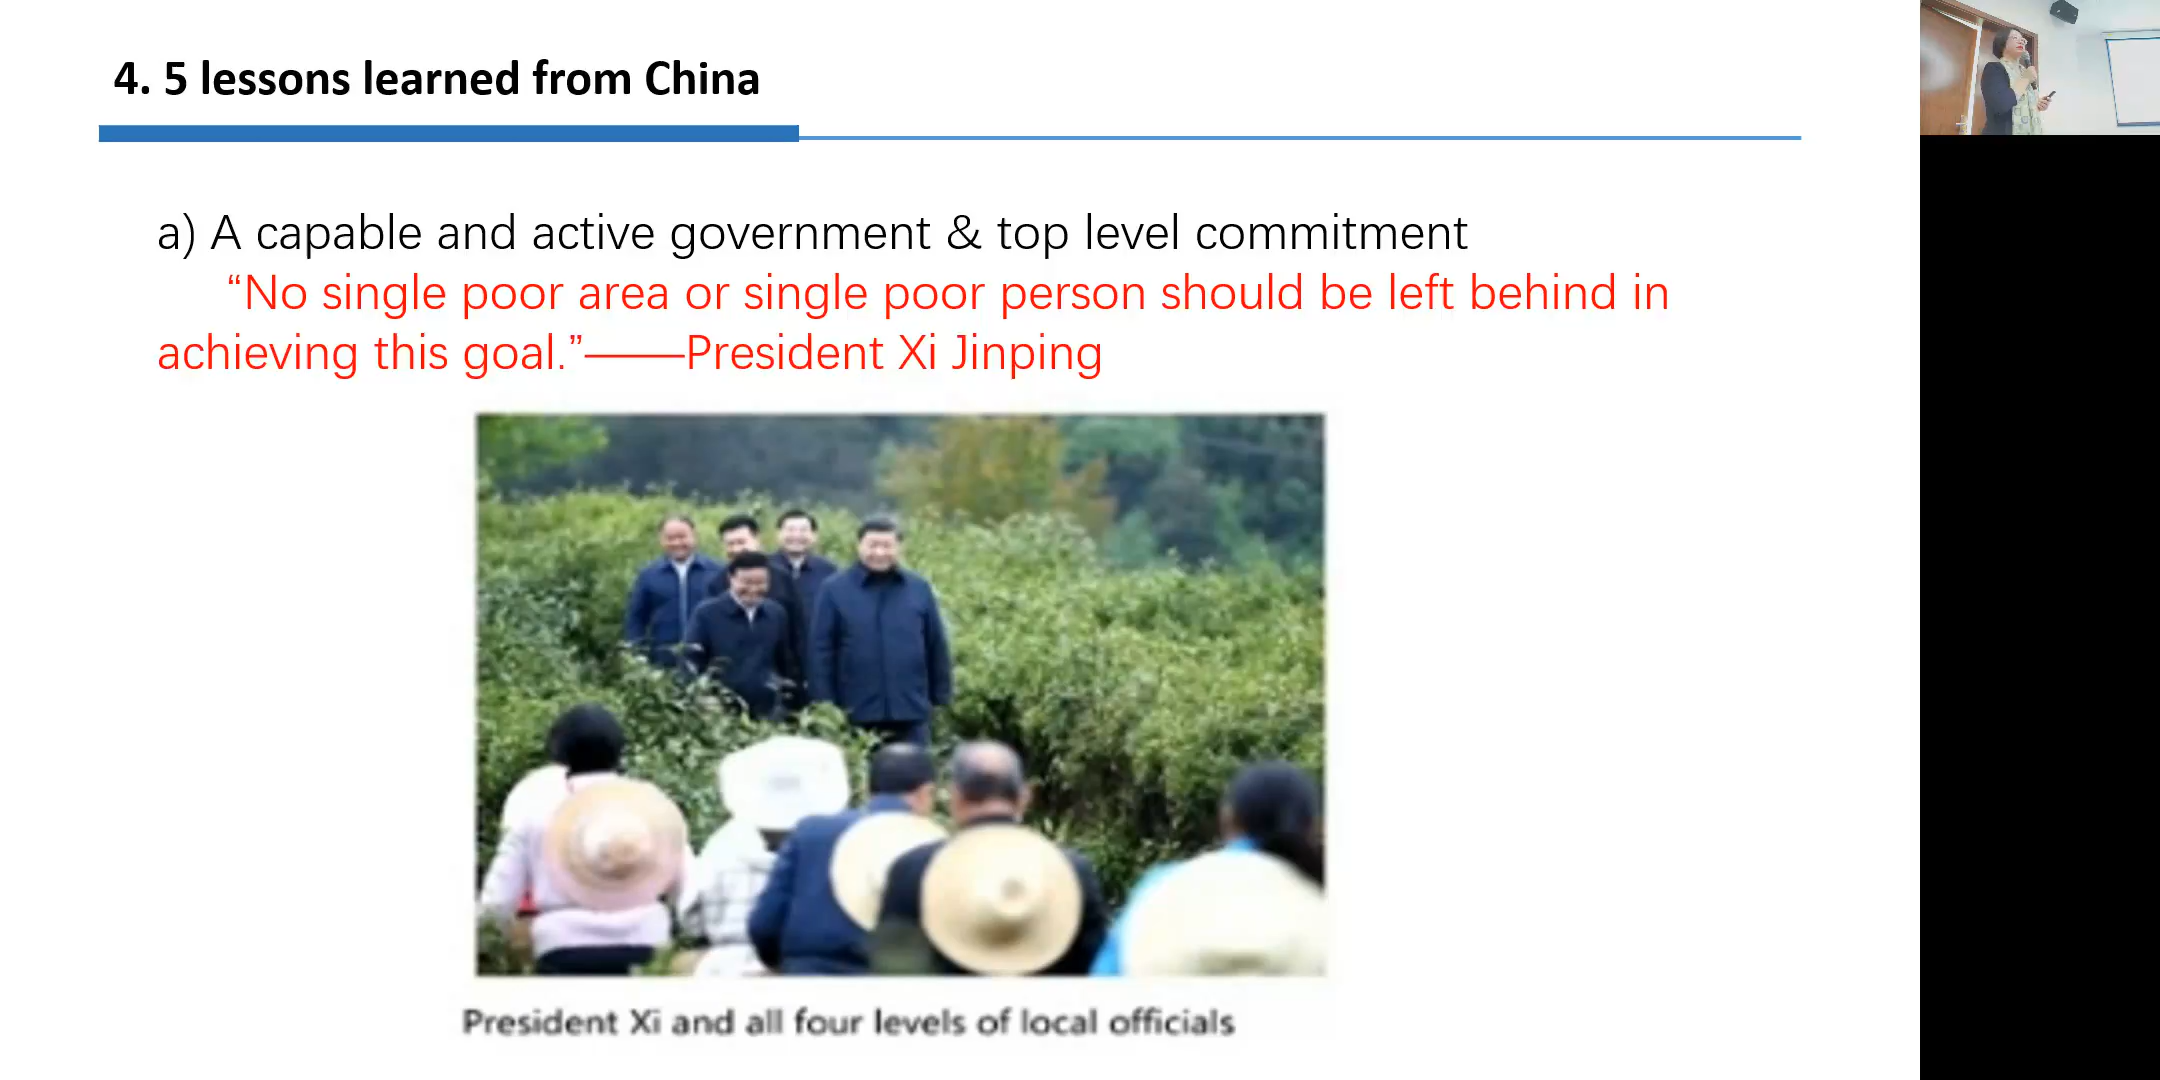 4. 5 lessons learned from China
a) A capable and active government & top level commitment
“No single poor area or single poor person should be left behind in
achieving this goal.”——President Xi Jinping
President Xi and all four levels of local officials